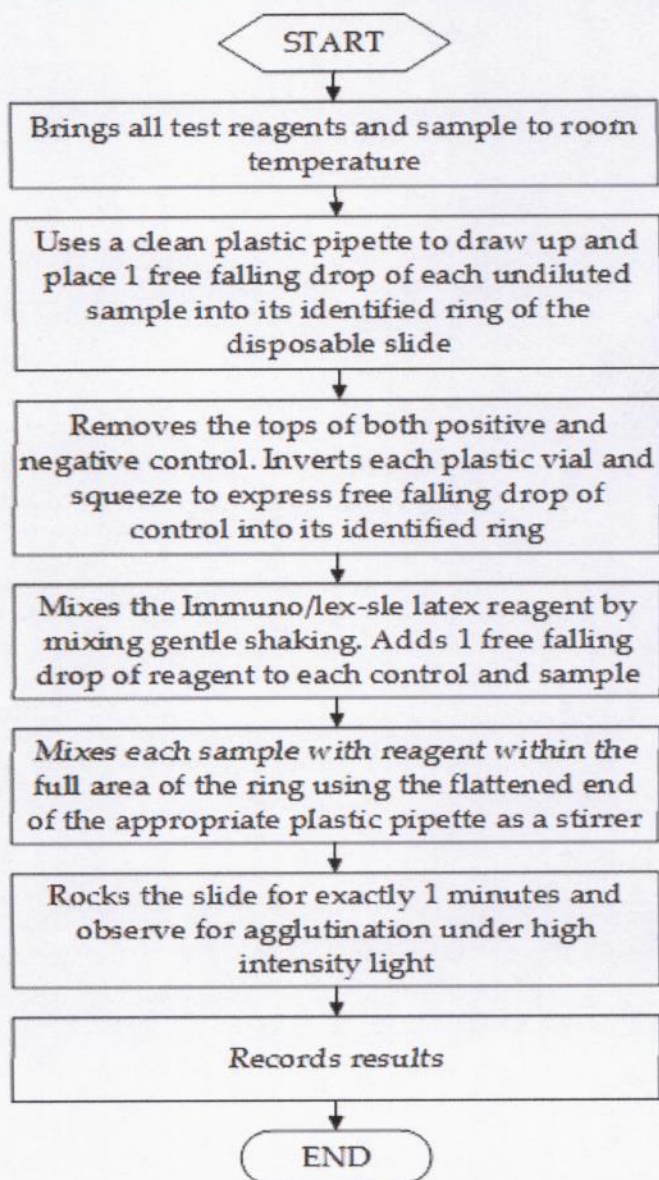 START
Brings all test reagents and sample to room
temperature
Uses a clean plastic pipette to draw up and
place 1 free falling drop of each undiluted
sample into its identified ring of the
disposable slide
Removes the tops of both positive and
negative control. Inverts each plastic vial and
squeeze to express free falling drop of
control into its identified ring
Mixes the Immuno/lex-sle latex reagent by
mixing gentle shaking. Adds 1 free falling
drop of reagent to each control and sample
Mixes each sample with reagent within the
full area of the ring using the flattened end
of the appropriate plastic pipette as a stirrer
Rocks the slide for exactly 1 minutes and
observe for agglutination under high
intensity light
Records results
END